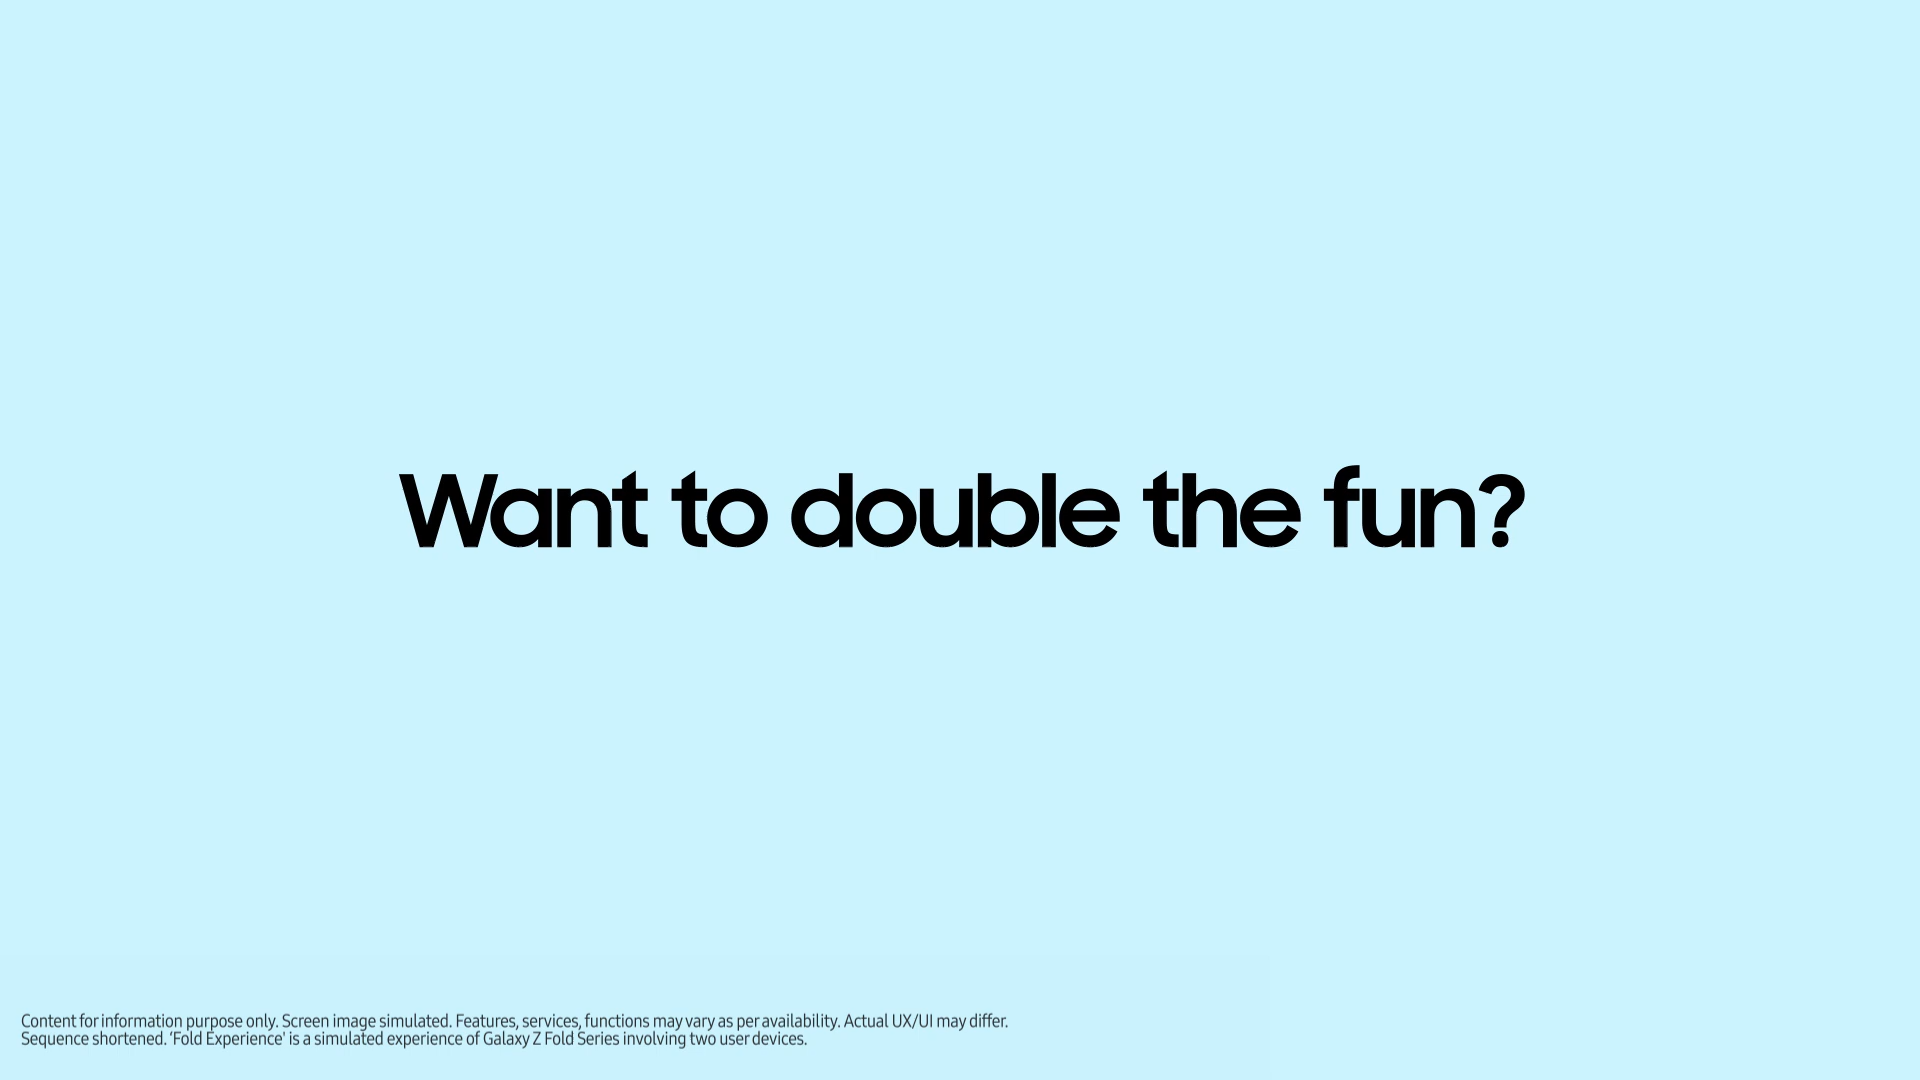 Want to double the fun?
Content for information purpose only. Screen image simulated. Features, services, functions may vary as per availability. Actual UX/UI may differ.
Sequence shortened. ‘Fold Experience’ is a simulated experience of Galaxy Z Fold Series involving two user devices.